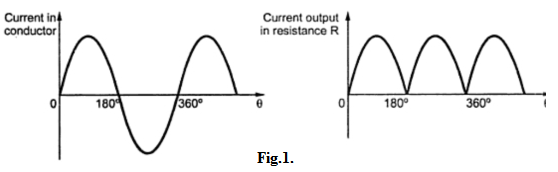 Current in
conductor
0
180°
360°
θ
Current output
in resistance R
0
180°
360°
θ
Fig.1.